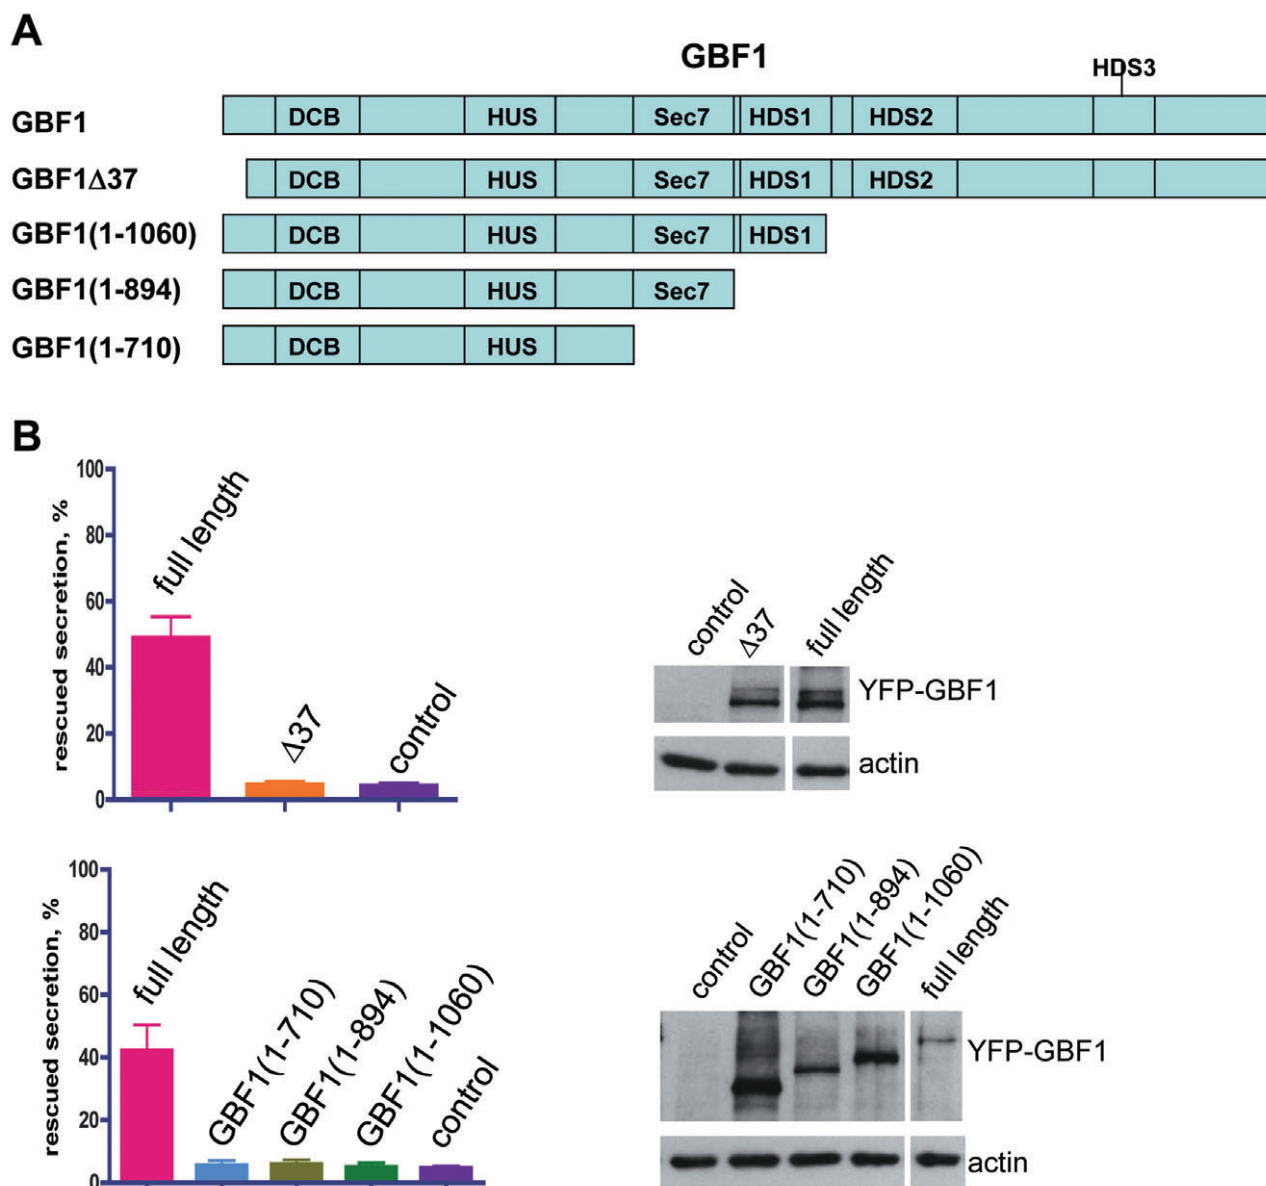 A
GBF1
HDS3
GBF1 DCB HUS Sec7 HDS1 HDS2
GBF1Δ37 DCB HUS Sec7 HDS1 HDS2
GBF1(1-1060) DCB HUS Sec7 HDS1
GBF1(1-894) DCB HUS Sec7
GBF1(1-710) DCB HUS
B
rescued secretion, %
100
80
60
40
20
0
full length
Δ37
control
control
Δ37
full length
YFP-GBF1
actin
rescued secretion, %
100
80
60
40
20
0
full length
GBF1(1-710)
GBF1(1-894)
GBF1(1-1060)
control
control
GBF1(1-710)
GBF1(1-894)
GBF1(1-1060)
full length
YFP-GBF1
actin